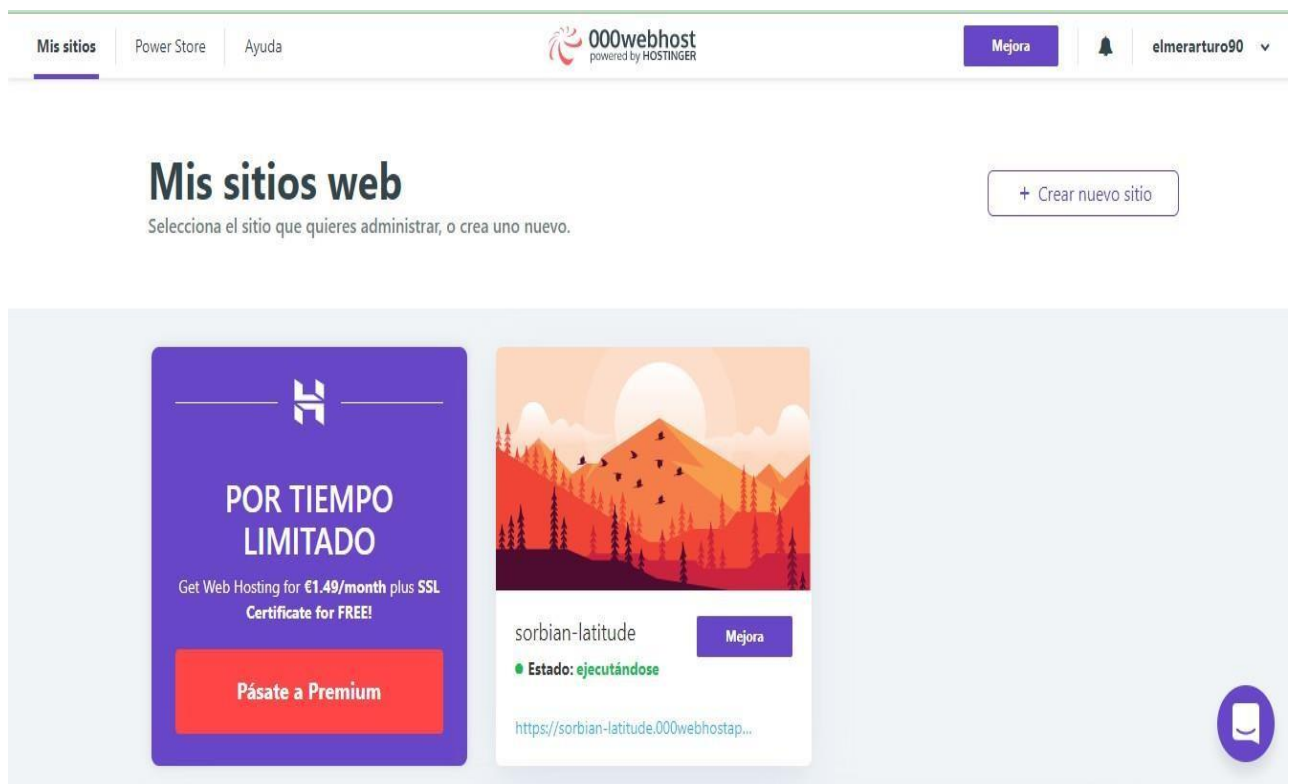 Mis sitios
Power Store
Ayuda
000webhost
powered by HOSTINGER
Mejora
elmerarturo90
Mis sitios web
Selecciona el sitio que quieres administrar, o crea uno nuevo.
+ Crear nuevo sitio
POR TIEMPO
LIMITADO
Get Web Hosting for €1.49/month plus SSL
Certificate for FREE!
Pásate a Premium
sorbian-latitude
Mejora
Estado: ejecutándose
https://sorbian-latitude.000webhostap...